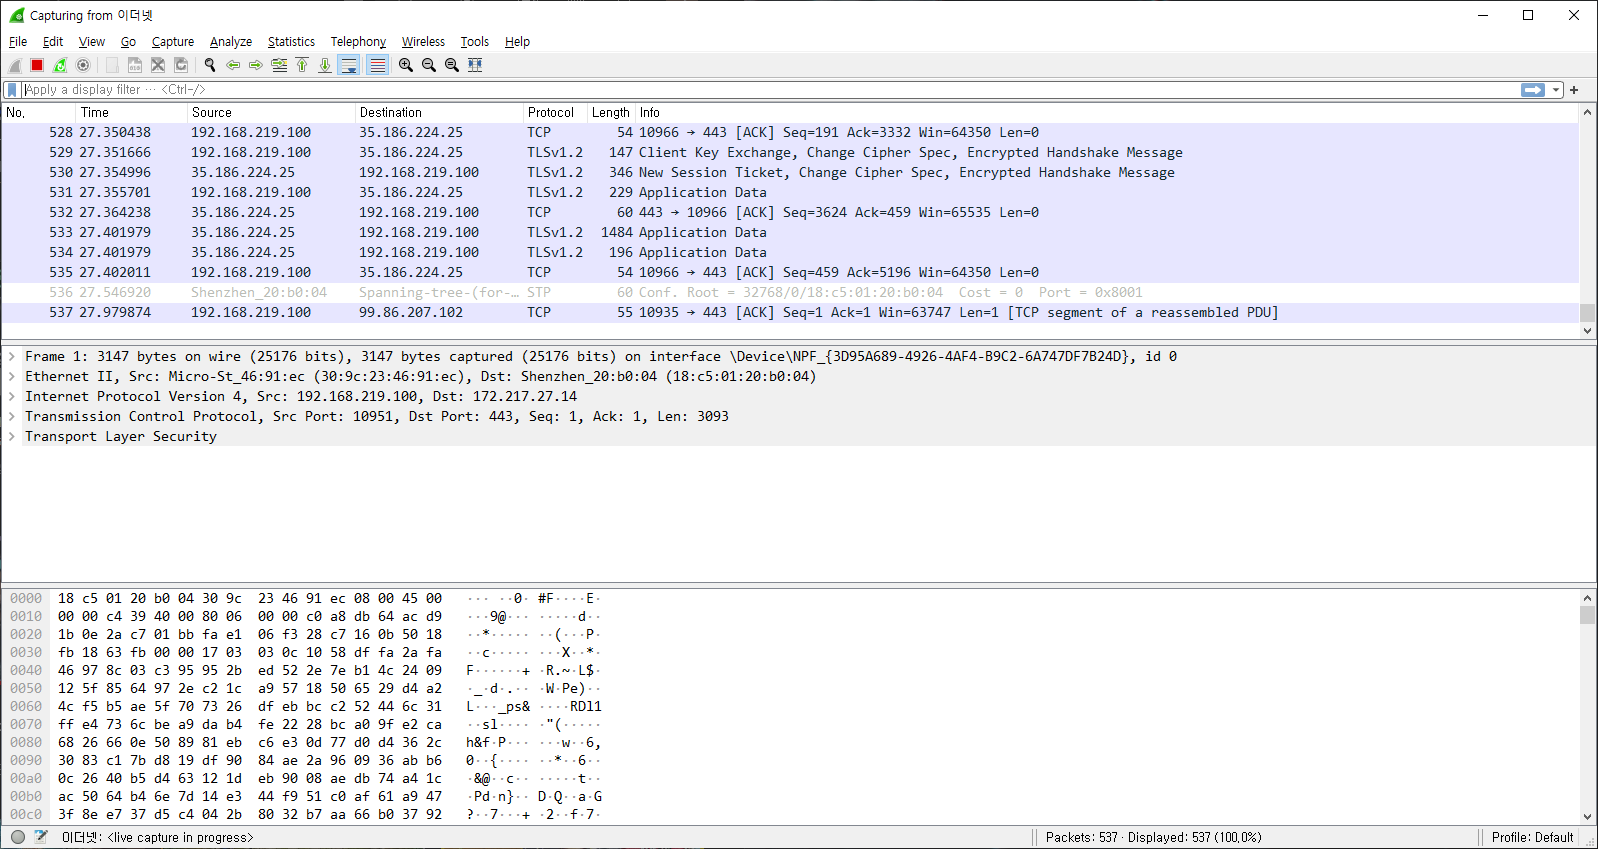 Capturing from 이더넷
File Edit View Go Capture Analyze Statistics Telephony Wireless Tools Help
Apply a display filter ··· <Ctrl-/>
No. Time Source Destination Protocol Length Info
528 27.350438 192.168.219.100 35.186.224.25 TCP 54 10966 → 443 [ACK] Seq=191 Ack=3332 Win=64350 Len=0
529 27.351666 192.168.219.100 35.186.224.25 TLSv1.2 147 Client Key Exchange, Change Cipher Spec, Encrypted Handshake Message
530 27.354996 35.186.224.25 192.168.219.100 TLSv1.2 346 New Session Ticket, Change Cipher Spec, Encrypted Handshake Message
531 27.355701 192.168.219.100 35.186.224.25 TLSv1.2 229 Application Data
532 27.364238 35.186.224.25 192.168.219.100 TCP 60 443 → 10966 [ACK] Seq=3624 Ack=459 Win=65535 Len=0
533 27.401979 35.186.224.25 192.168.219.100 TLSv1.2 1484 Application Data
534 27.401979 35.186.224.25 192.168.219.100 TLSv1.2 196 Application Data
535 27.402011 192.168.219.100 35.186.224.25 TCP 54 10966 → 443 [ACK] Seq=459 Ack=5196 Win=64350 Len=0
536 27.546920 Shenzhen_20:b0:04 Spanning-tree-(for-… STP 60 Conf. Root = 32768/0/18:c5:01:20:b0:04  Cost = 0  Port = 0x8001
537 27.979874 192.168.219.100 99.86.207.102 TCP 55 10935 → 443 [ACK] Seq=1 Ack=1 Win=63747 Len=1 [TCP segment of a reassembled PDU]
Frame 1: 3147 bytes on wire (25176 bits), 3147 bytes captured (25176 bits) on interface \Device\NPF_{3D95A689-4926-4AF4-B9C2-6A747DF7B24D}, id 0
Ethernet II, Src: Micro-St_46:91:ec (30:9c:23:46:91:ec), Dst: Shenzhen_20:b0:04 (18:c5:01:20:b0:04)
Internet Protocol Version 4, Src: 192.168.219.100, Dst: 172.217.27.14
Transmission Control Protocol, Src Port: 10951, Dst Port: 443, Seq: 1, Ack: 1, Len: 3093
Transport Layer Security
0000 18 c5 01 20 b0 04 30 9c 23 46 91 ec 08 00 45 00 ··· ··0· #F····E·
0010 00 00 c4 39 40 00 80 06 00 00 c0 a8 db 64 ac d9 ···9@··· ·····d··
0020 1b 0e 2a c7 01 bb fa e1 06 f3 28 c7 16 0b 50 18 ··*····· ··(···P·
0030 fb 18 63 fb 00 00 17 03 03 0c 10 58 df fa 2a fa ··c····· ···X··*·
0040 46 97 8c 03 c3 95 95 2b ed 52 2e 7e b1 4c 24 09 F······+ ·R.~·L$·
0050 12 5f 85 64 97 2e c2 1c a9 57 18 50 65 29 d4 a2 ·_·d·.·· ·W·Pe)··
0060 4c f5 b5 ae 5f 70 73 26 df eb bc c2 52 44 6c 31 L···_ps& ····RDl1
0070 ff e4 73 6c be a9 da b4 fe 22 28 bc a0 9f e2 ca ··sl···· ·"(·····
0080 68 26 66 0e 50 89 81 eb c6 e3 0d 77 d0 d4 36 2c h&f·P··· ···w··6,
0090 30 83 c1 7b d8 19 df 90 84 ae 2a 96 09 36 ab b6 0··{···· ··*··6··
00a0 0c 26 40 b5 d4 63 12 1d eb 90 08 ae db 74 a4 1c ·&@··c·· ·····t··
00b0 ac 50 64 b4 6e 7d 14 e3 44 f9 51 c0 af 61 a9 47 ·Pd·n}·· D·Q··a·G
00c0 3f 8e e7 37 d5 c4 04 2b 80 32 b7 aa 66 b0 37 92 ?··7···+ ·2··f·7·
이더넷: <live capture in progress> Packets: 537 · Displayed: 537 (100.0%) Profile: Default